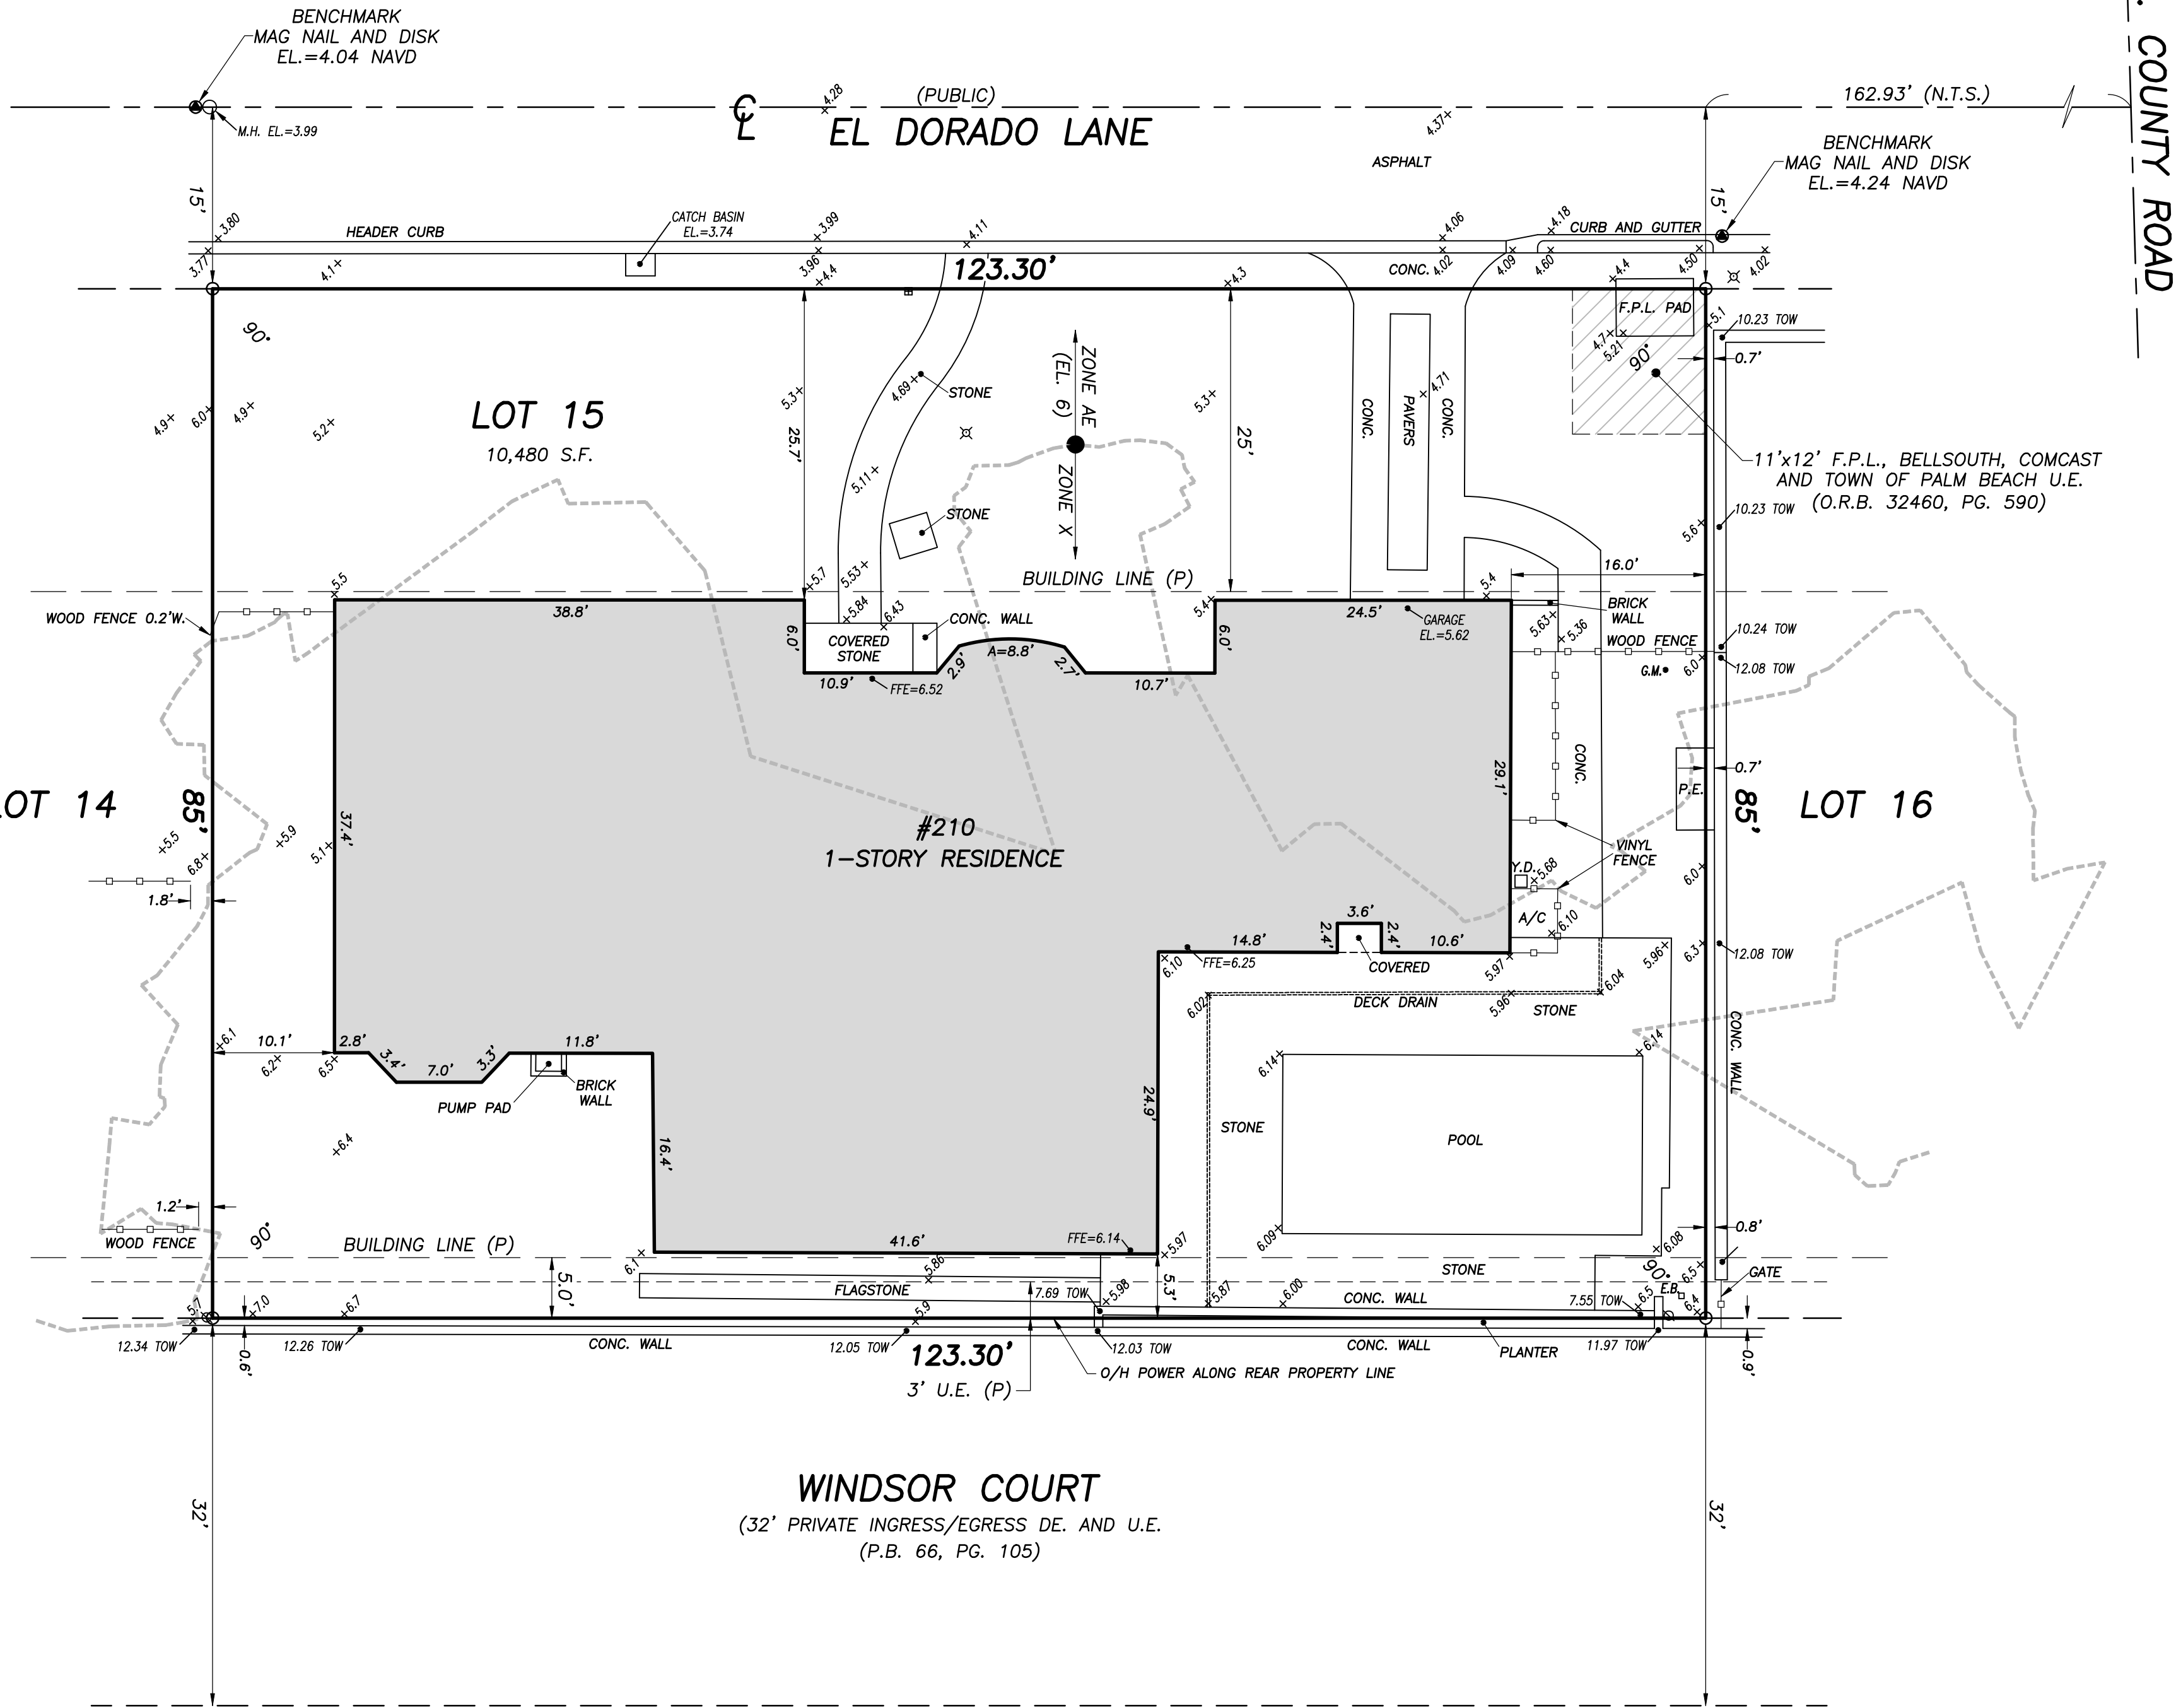 BENCHMARK
MAG NAIL AND DISK
EL.=4.04 NAVD
M.H. EL.=3.99
℄
4.28
(PUBLIC)
EL DORADO LANE
4.37
ASPHALT
162.93' (N.T.S.)
COUNTY ROAD
BENCHMARK
MAG NAIL AND DISK
EL.=4.24 NAVD
15'
15'
3.80
HEADER CURB
CATCH BASIN
EL.=3.74
3.99
4.11
4.06
4.18
CURB AND GUTTER
3.77
4.1
3.96
4.4
123.30'
4.3
CONC.
4.02
4.09
4.60
4.4
4.50
4.02
90°
F.P.L. PAD
4.7
5.21
90°
5.1
10.23 TOW
0.7'
ZONE AE
(EL. 6)
ZONE X
4.9
6.0
4.9
5.2
LOT 15
10,480 S.F.
5.3
25.7'
4.69
STONE
5.11
STONE
5.3
25'
CONC.
PAVERS
4.71
CONC.
11'x12' F.P.L., BELLSOUTH, COMCAST
AND TOWN OF PALM BEACH U.E.
(O.R.B. 32460, PG. 590)
10.23 TOW
5.6
16.0'
BUILDING LINE (P)
5.5
5.7
5.53
5.84
6.43
5.4
5.4
WOOD FENCE 0.2'W.
38.8'
6.0'
COVERED
STONE
CONC. WALL
2.9'
A=8.8'
2.7'
10.9'
FFE=6.52
10.7'
6.0'
24.5'
GARAGE
EL.=5.62
5.63
5.36
BRICK
WALL
WOOD FENCE
G.M.
6.0
10.24 TOW
12.08 TOW
29.1'
CONC.
P.E.
0.7'
LOT 14
85'
5.5
6.8
5.9
5.1
37.4'
#210
1-STORY RESIDENCE
85'
LOT 16
VINYL
FENCE
Y.D.
5.68
6.0
1.8'
A/C
6.10
3.6'
2.4'
2.4'
14.8'
10.6'
FFE=6.25
6.10
COVERED
5.97
5.96
6.3
12.08 TOW
6.02
DECK DRAIN
5.96
STONE
6.04
CONC. WALL
6.1
10.1'
6.2
6.5
2.8'
3.4'
7.0'
3.3'
11.8'
PUMP PAD
BRICK
WALL
6.14
6.14
24.9'
STONE
POOL
6.4
16.4'
1.2'
WOOD FENCE
90°
BUILDING LINE (P)
6.1
41.6'
FFE=6.14
5.97
6.09
6.08
0.8'
5.0'
5.86
FLAGSTONE
7.69 TOW
5.98
5.3'
5.87
6.00
STONE
CONC. WALL
90°
6.5
GATE
E.B.
6.5
6.4
7.55 TOW
5.7
7.0
6.7
5.9
12.34 TOW
0.6'
12.26 TOW
CONC. WALL
12.05 TOW
123.30'
12.03 TOW
CONC. WALL
PLANTER
11.97 TOW
0.9'
O/H POWER ALONG REAR PROPERTY LINE
3' U.E. (P)
WINDSOR COURT
(32' PRIVATE INGRESS/EGRESS DE. AND U.E.
(P.B. 66, PG. 105)
32'
32'